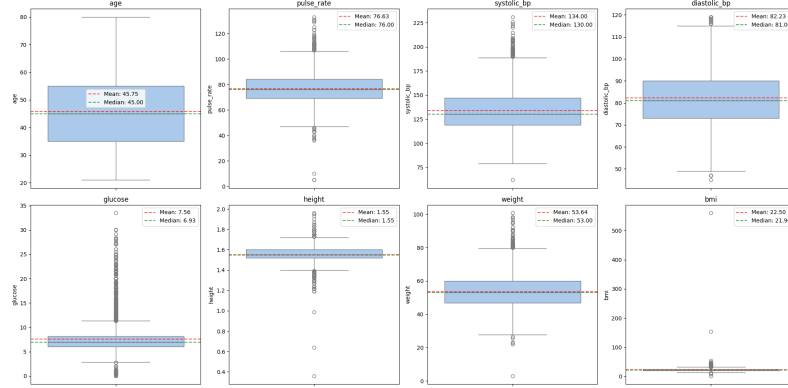 age
80
70
60
50
40
30
20
age
Mean: 45.75
Median: 45.00
pulse_rate
120
100
80
60
40
20
0
pulse_rate
Mean: 76.63
Median: 76.00
systolic_bp
225
200
175
150
125
100
75
systolic_bp
Mean: 134.00
Median: 130.00
diastolic_bp
120
110
100
90
80
70
60
50
diastolic_bp
Mean: 82.23
Median: 81.00
glucose
35
30
25
20
15
10
5
0
glucose
Mean: 7.56
Median: 6.93
height
2.0
1.8
1.6
1.4
1.2
1.0
0.8
0.6
0.4
height
Mean: 1.55
Median: 1.55
weight
100
80
60
40
20
0
weight
Mean: 53.64
Median: 53.00
bmi
500
400
300
200
100
0
bmi
Mean: 22.50
Median: 21.9